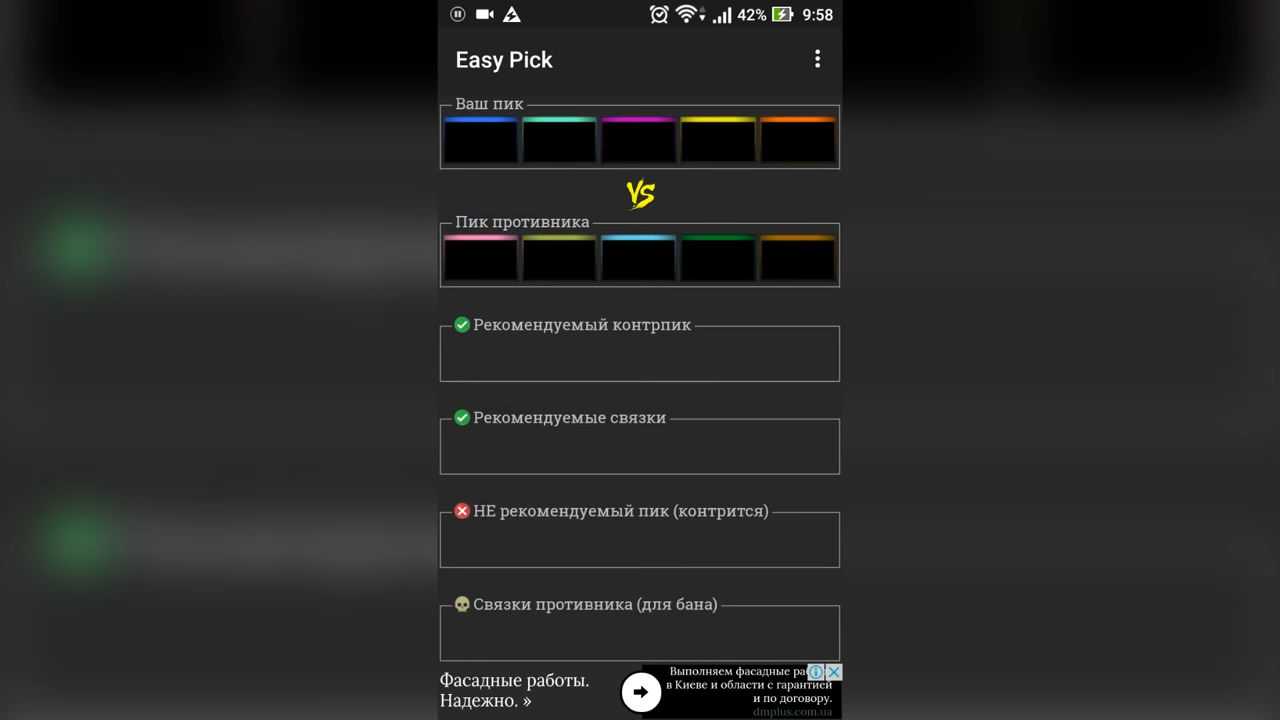 42% 9:58
Easy Pick
Ваш пик
VS
Пик противника
Рекомендуемый контрпик
Рекомендуемые связки
НЕ рекомендуемый пик (контрится)
Связки противника (для бана)
Фасадные работы.
Надежно. »
Выполняем фасадные
в Киеве и области с гарантией
и по договору.
dmplus.com.ua